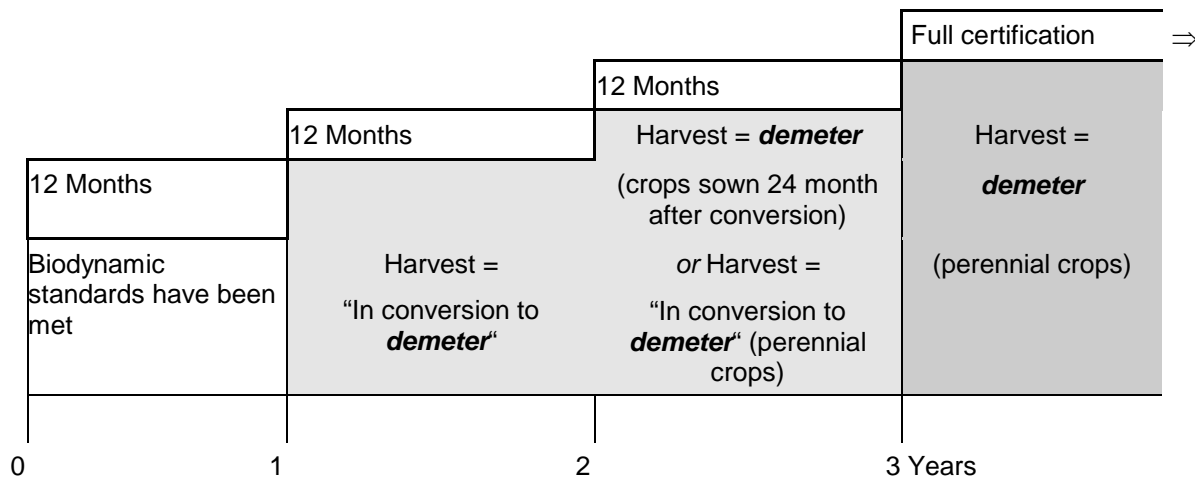 Full certification ⇒
12 Months
12 Months
12 Months
Biodynamic
standards have been
met
Harvest =
“In conversion to
demeter“
Harvest = demeter
(crops sown 24 month
after conversion)
or Harvest =
“In conversion to
demeter“ (perennial
crops)
Harvest =
demeter
(perennial crops)
0 1 2 3 Years